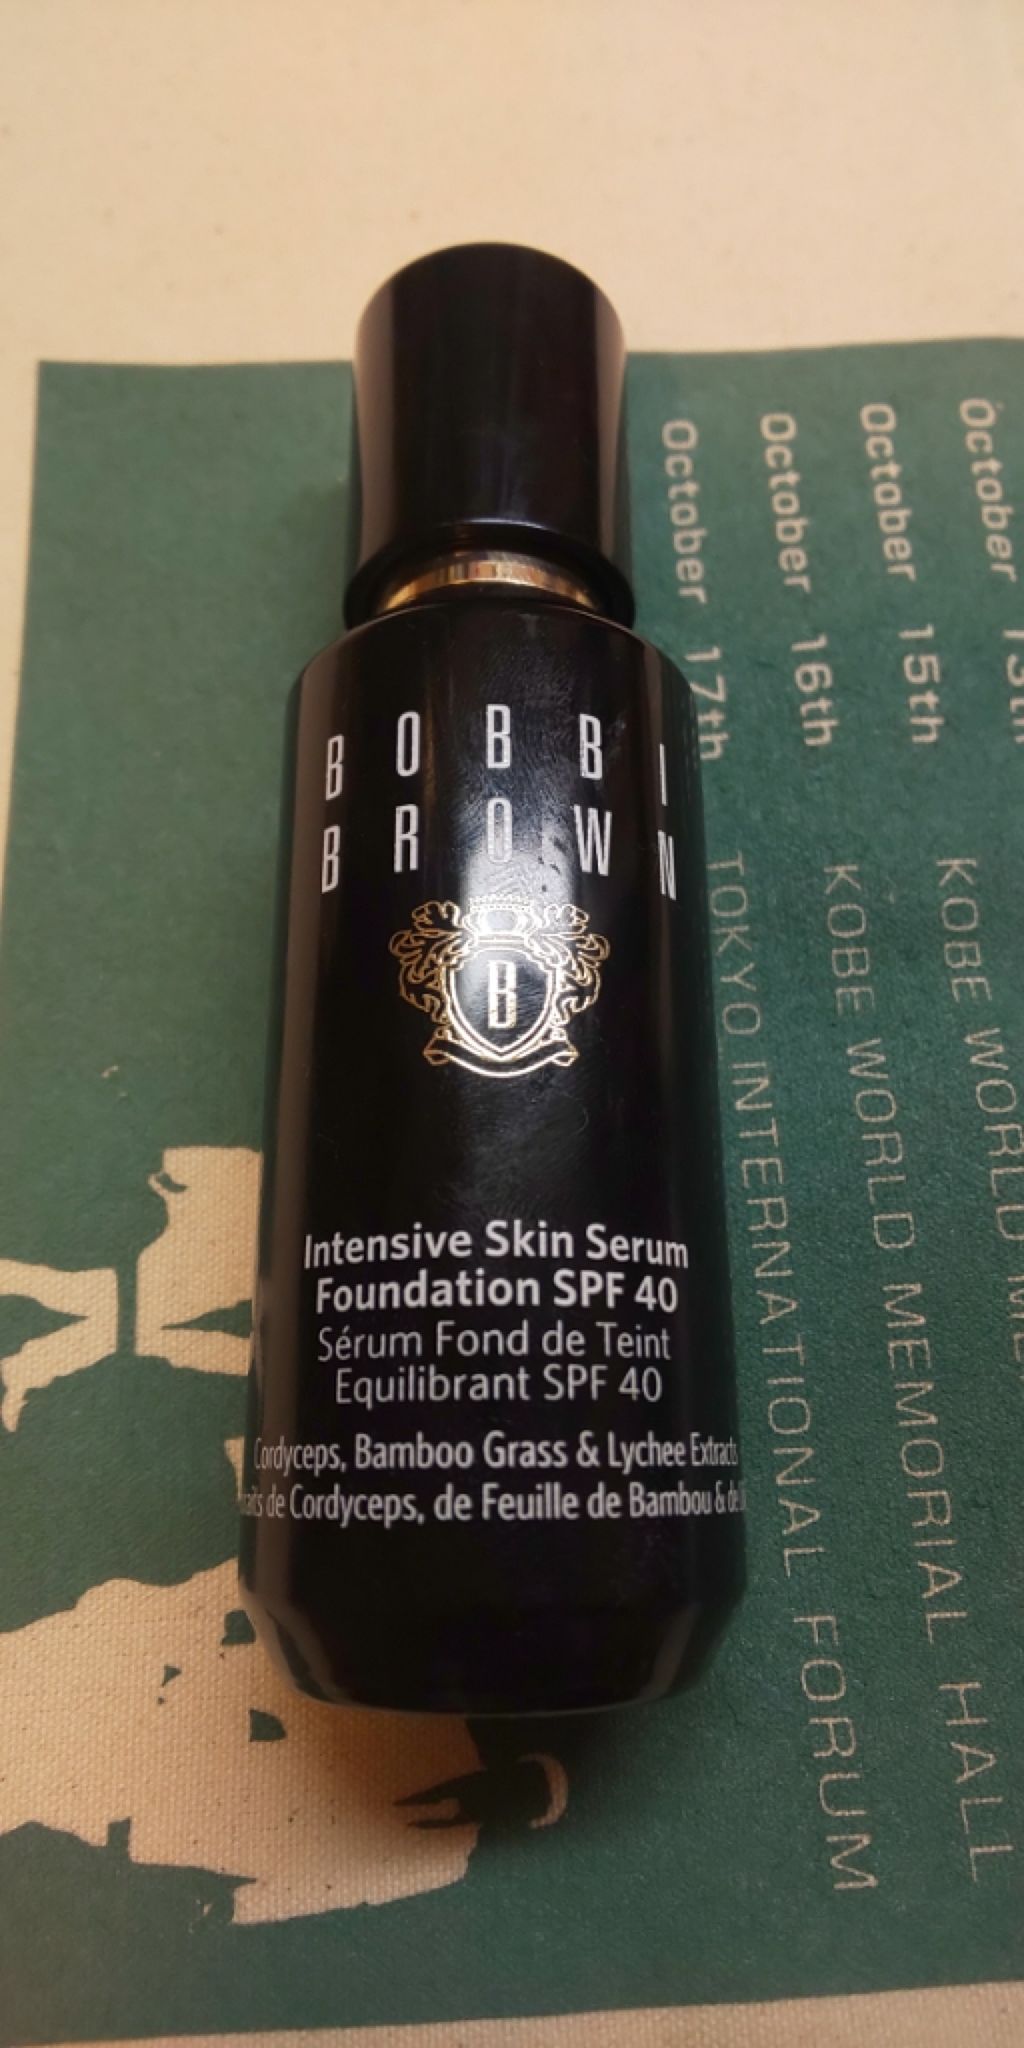 BOBBI
BROWN
B
Intensive Skin Serum
Foundation SPF 40
Sérum Fond de Teint
Equilibrant SPF 40
Cordyceps, Bamboo Grass & Lychee Extracts
de Cordyceps, de Feuille de Bambou & de
October
October 15th KOBE WORLD
October 16th KOBE WORLD MEMORIAL HALL
October 17th TOKYO INTERNATIONAL FORUM